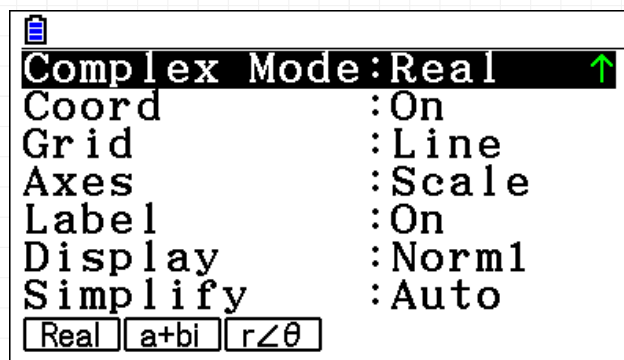 Complex Mode:Real ↑
Coord :On
Grid :Line
Axes :Scale
Label :On
Display :Norm1
Simplify :Auto
Real a+bi r∠θ